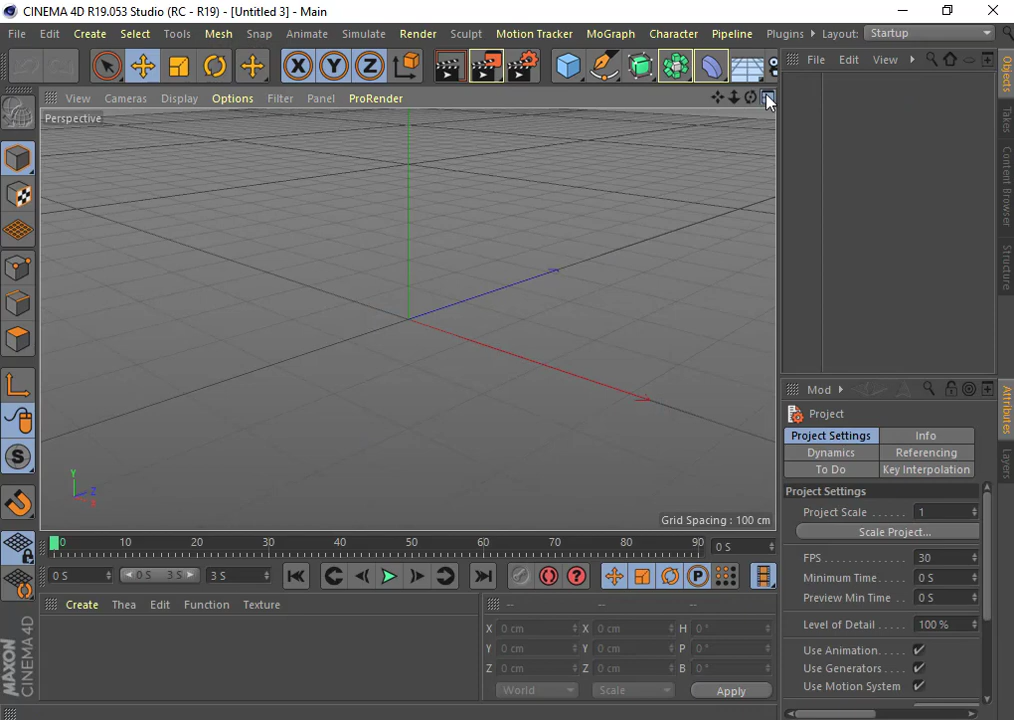 CINEMA 4D R19.053 Studio (RC - R19) - [Untitled 3] - Main
File Edit Create Select Tools Mesh Snap Animate Simulate Render Sculpt Motion Tracker MoGraph Character Pipeline Plugins Layout: Startup
X Y Z
File Edit View
View Cameras Display Options Filter Panel ProRender
Perspective
Objects
Takes
Content Browser
Structure
S
Y
Z
X
Grid Spacing : 100 cm
Mod
Project
Project Settings Info
Dynamics Referencing
To Do Key Interpolation
Attributes
Layers
Project Settings
Project Scale . . . . . . 1
Scale Project...
FPS . . . . . . . . . . . . . . 30
Minimum Time. . . . 0 S
Preview Min Time . . 0 S
Level of Detail . . . . . 100 %
Use Animation. . . . .
Use Generators . . . .
Use Motion System
0 10 20 30 40 50 60 70 80 90 0 S
0 S 0 S 3 S 3 S P
Create Thea Edit Function Texture
-- -- --
X 0 cm X 0 cm H 0 °
Y 0 cm Y 0 cm P 0 °
Z 0 cm Z 0 cm B 0 °
World Scale Apply
MAXON
CINEMA 4D